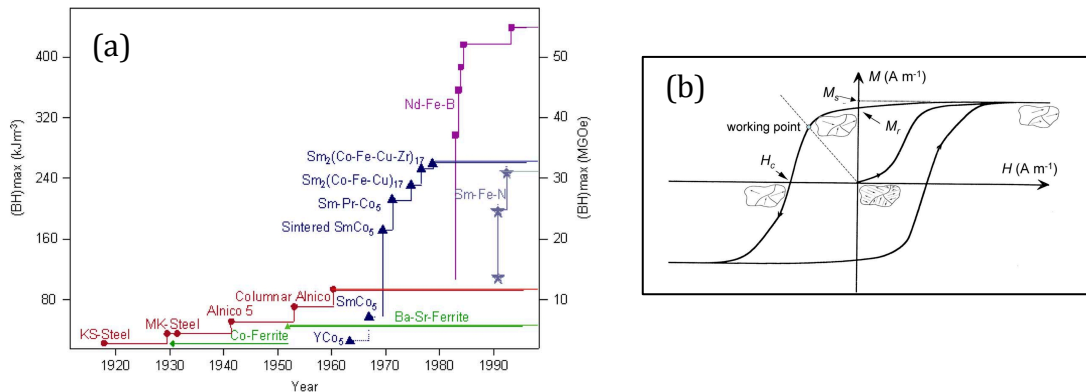 (a)
(BH)max (kJm⁻³)
400
320
240
160
80
50
40
30
20
10
(BH)max (MGOe)
Nd-Fe-B
Sm₂(Co-Fe-Cu-Zr)₁₇
Sm₂(Co-Fe-Cu)₁₇
Sm-Fe-N
Sm-Pr-Co₅
Sintered SmCo₅
Columnar Alnico
SmCo₅
Alnico 5
MK-Steel
Ba-Sr-Ferrite
KS-Steel
Co-Ferrite
YCo₅
1920 1930 1940 1950 1960 1970 1980 1990
Year
(b)
M (A m⁻¹)
Mₛ
Mᵣ
working point
H_c
H (A m⁻¹)